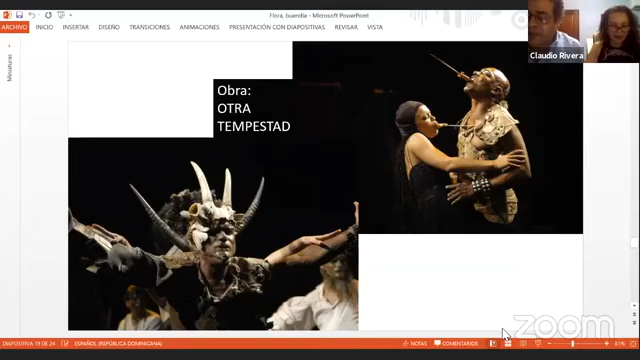 Flora, buendia - Microsoft PowerPoint
ARCHIVO INICIO INSERTAR DISEÑO TRANSICIONES ANIMACIONES PRESENTACIÓN CON DIAPOSITIVAS REVISAR VISTA
Claudio Rivera
Miniaturas
Obra:
OTRA
TEMPESTAD
zoom
DIAPOSITIVA 19 DE 24 ESPAÑOL (REPÚBLICA DOMINICANA) NOTAS COMENTARIOS 81%